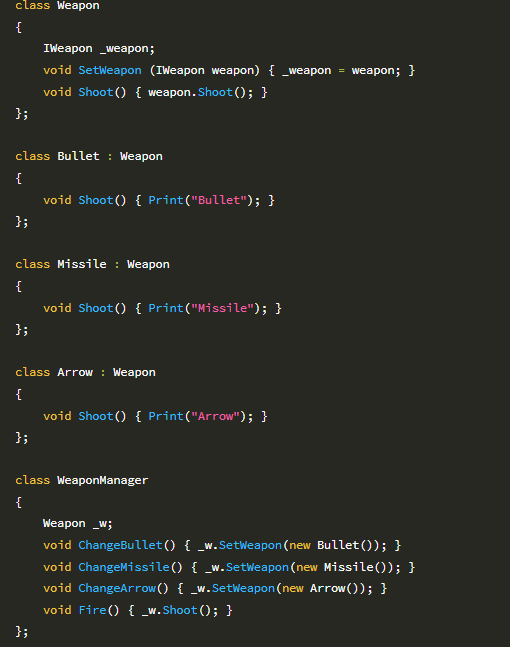 class Weapon
{
    IWeapon _weapon;
    void SetWeapon (IWeapon weapon) { _weapon = weapon; }
    void Shoot() { weapon.Shoot(); }
};

class Bullet : Weapon
{
    void Shoot() { Print("Bullet"); }
};

class Missile : Weapon
{
    void Shoot() { Print("Missile"); }
};

class Arrow : Weapon
{
    void Shoot() { Print("Arrow"); }
};

class WeaponManager
{
    Weapon _w;
    void ChangeBullet() { _w.SetWeapon(new Bullet()); }
    void ChangeMissile() { _w.SetWeapon(new Missile()); }
    void ChangeArrow() { _w.SetWeapon(new Arrow()); }
    void Fire() { _w.Shoot(); }
};